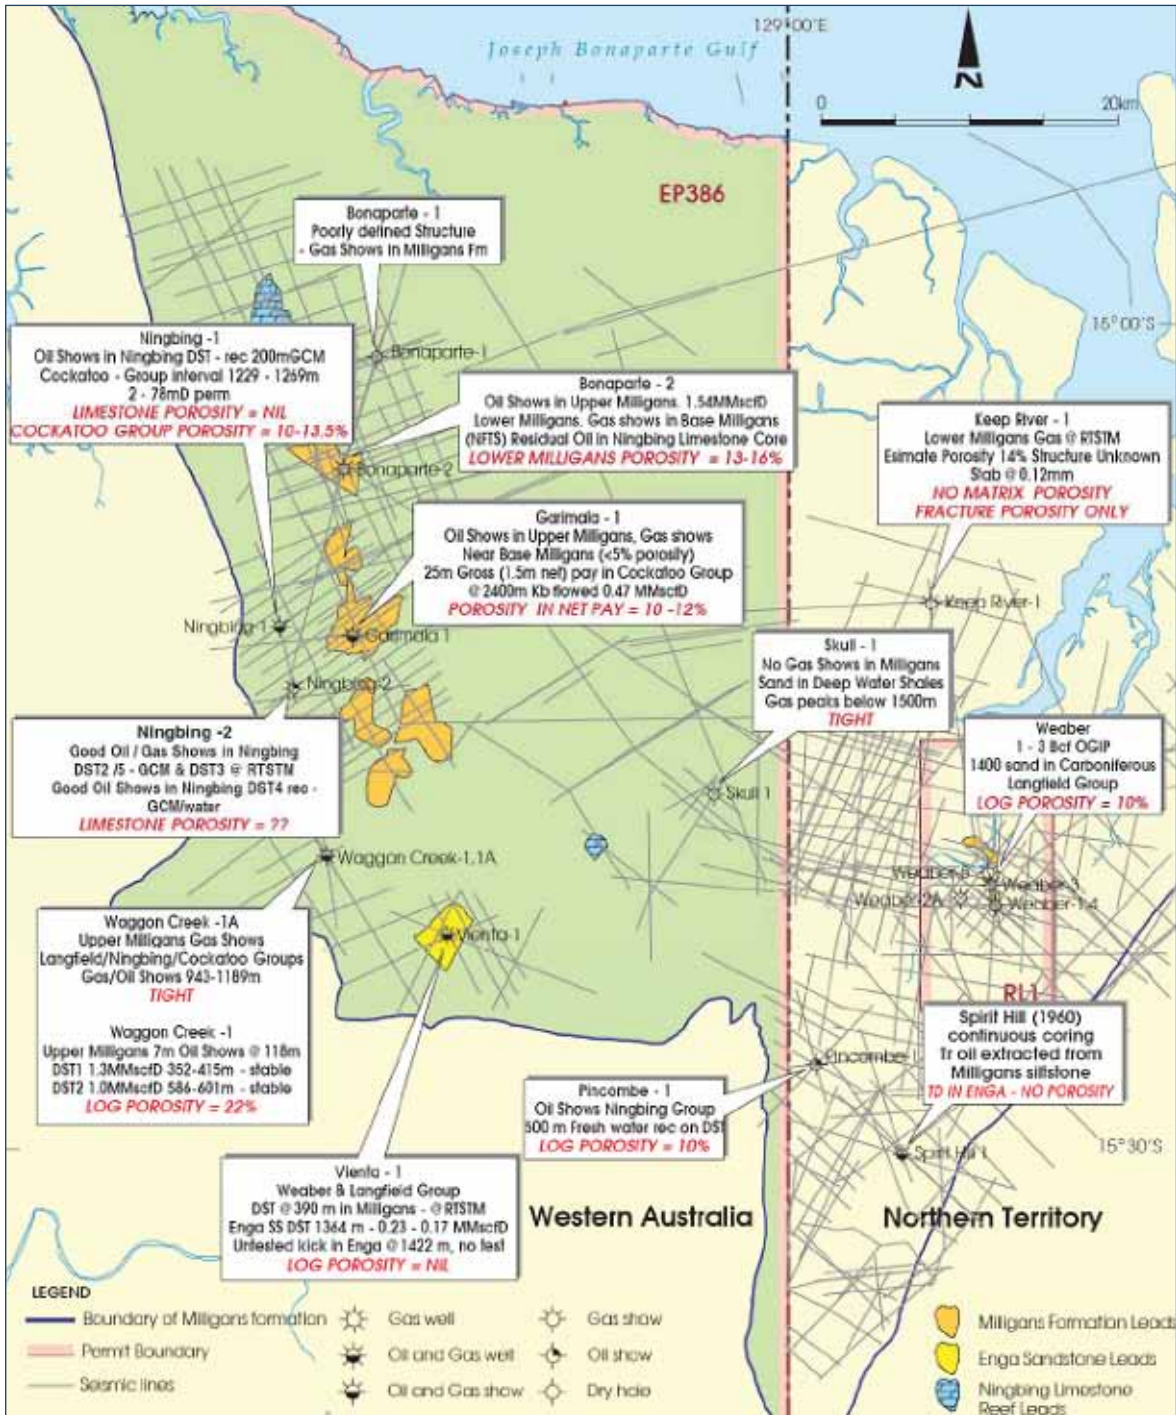 129°00'E
Joseph Bonaparte Gulf
N
0
20km
EP386
Bonaparte - 1
Poorly defined Structure
- Gas Shows in Milligans Fm
15°00'S
Ningbing -1
Oil Shows in Ningbing DST - rec 200mGCM
Cockatoo - Group interval 1229 - 1269m
2 - 78mD perm
LIMESTONE POROSITY = NIL
COCKATOO GROUP POROSITY = 10-13.5%
Bonaparte-1
Bonaparte - 2
Oil Shows in Upper Milligans. 1.54MMscfD
Lower Milligans. Gas shows in Base Milligans
(NFTS) Residual Oil in Ningbing Limestone Core
LOWER MILLIGANS POROSITY = 13-16%
Bonaparte-2
Keep River - 1
Lower Milligans Gas @ RTSTM
Esimate Porosity 14% Structure Unknown
Slab @ 0.12mm
NO MATRIX POROSITY
FRACTURE POROSITY ONLY
Garimala - 1
Oil Shows in Upper Milligans, Gas shows
Near Base Milligans (<5% porosity)
25m Gross (1.5m net) pay in Cockatoo Group
@ 2400m Kb flowed 0.47 MMscfD
POROSITY IN NET PAY = 10 -12%
Keep River-1
Ningbing-1
Garimala 1
Skull - 1
No Gas Shows in Milligans
Sand in Deep Water Shales
Gas peaks below 1500m
TIGHT
Ningbing-2
Ningbing -2
Good Oil / Gas Shows in Ningbing
DST2 /5 - GCM & DST3 @ RTSTM
Good Oil Shows in Ningbing DST4 rec -
GCM/water
LIMESTONE POROSITY = ??
Weaber
1 - 3 Bcf OGIP
1400 sand in Carboniferous
Langfield Group
LOG POROSITY = 10%
Skull 1
Waggon Creek-1,1A
Weaber-5
Weaber-3
Weaber-2A
Weaber-1,4
Waggon Creek -1A
Upper Milligans Gas Shows
Langfield/Ningbing/Cockatoo Groups
Gas/Oil Shows 943-1189m
TIGHT
Waggon Creek -1
Upper Milligans 7m Oil Shows @ 118m
DST1 1.3MMscfD 352-415m - stable
DST2 1.0MMscfD 586-601m - stable
LOG POROSITY = 22%
Vienta-1
RL1
Spirit Hill (1960)
continuous coring
Tr oil extracted from
Milligans siltstone
TD IN ENGA - NO POROSITY
Pincombe-1
Pincombe - 1
Oil Shows Ningbing Group
500 m Fresh water rec on DST
LOG POROSITY = 10%
15°30'S
Spirit Hill 1
Vienta - 1
Weaber & Langfield Group
DST @ 390 m in Milligans - @RTSTM
Enga SS DST 1364 m - 0.23 - 0.17 MMscfD
Untested kick in Enga @ 1422 m, no test
LOG POROSITY = NIL
Western Australia
Northern Territory
LEGEND
Boundary of Milligans formation
Permit Boundary
Seismic lines
Gas well
Oil and Gas well
Oil and Gas show
Gas show
Oil show
Dry hole
Milligans Formation Leads
Enga Sandstone Leads
Ningbing Limestone
Reef Leads